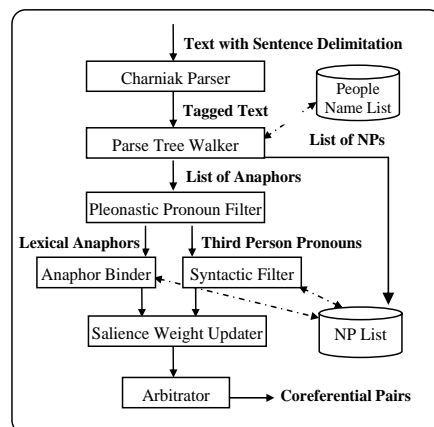 Text with Sentence Delimitation
Charniak Parser
People
Name List
Tagged Text
Parse Tree Walker
List of NPs
List of Anaphors
Pleonastic Pronoun Filter
Lexical Anaphors
Third Person Pronouns
Anaphor Binder
Syntactic Filter
NP List
Salience Weight Updater
Arbitrator
Coreferential Pairs